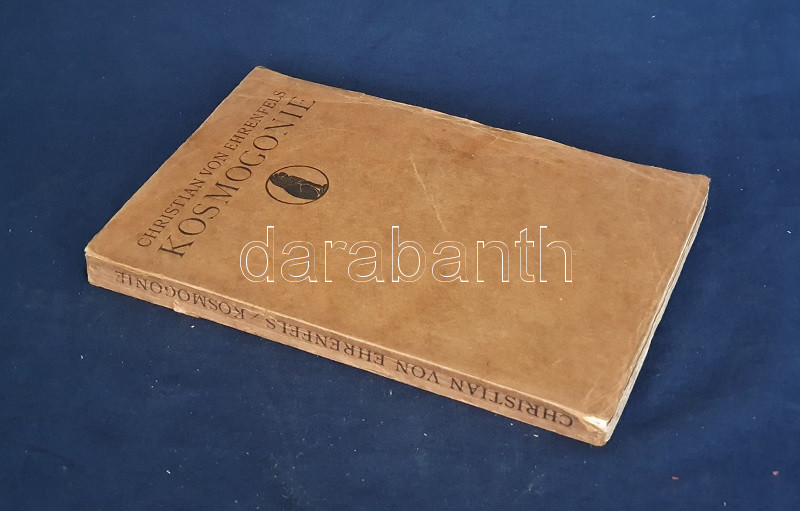 CHRISTIAN VON EHRENFELS
KOSMOGONIE
darabanth
CHRISTIAN VON EHRENFELS / KOSMOGONIE